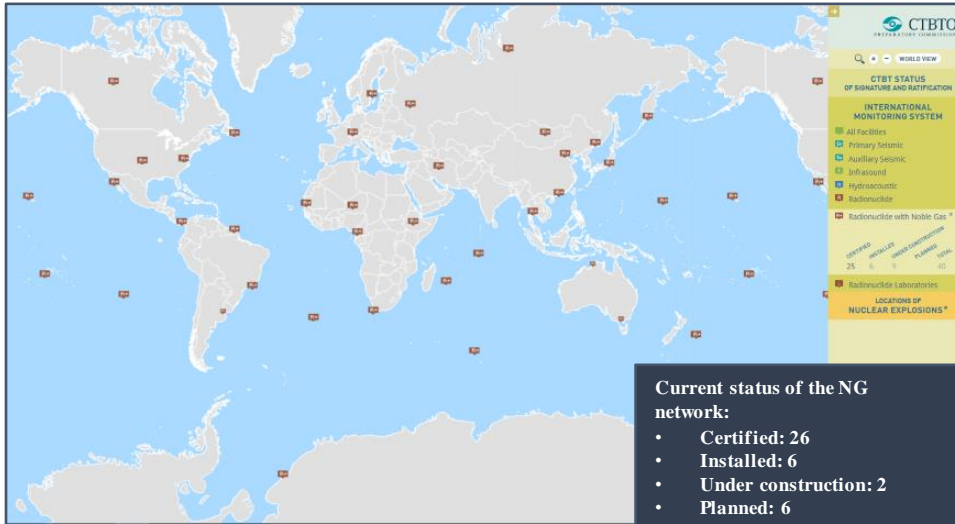 CTBTO
PREPARATORY COMMISSION
WORLD VIEW
CTBT STATUS
OF SIGNATURE AND RATIFICATION
INTERNATIONAL
MONITORING SYSTEM
All Facilities
Primary Seismic
Auxiliary Seismic
Infrasound
Hydroacoustic
Radionuclide
Radionuclide with Noble Gas *
CERTIFIED INSTALLED UNDER CONSTRUCTION PLANNED TOTAL
25 6 9 40
Radionuclide Laboratories
LOCATIONS OF
NUCLEAR EXPLOSIONS*
Current status of the NG
network:
• Certified: 26
• Installed: 6
• Under construction: 2
• Planned: 6